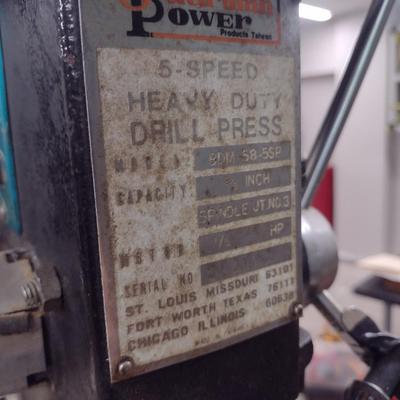 Power
Products Taiwan
5-SPEED
HEAVY DUTY
DRILL PRESS
MODEL BDM-58-5SP
CAPACITY INCH
SPINDLE JT.NO.3
MOTOR HP
SERIAL NO
ST. LOUIS MISSOURI 63101
FORT WORTH TEXAS 76111
CHICAGO ILLINOIS 60638